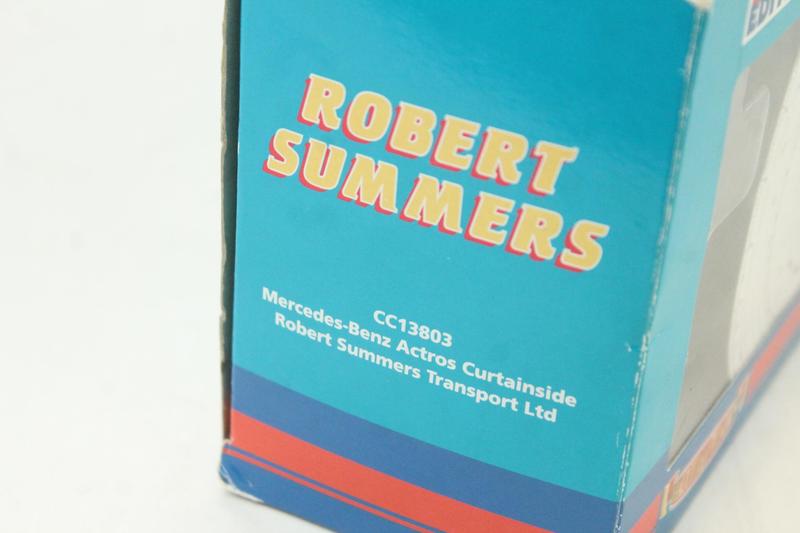 ROBERT
SUMMERS
CC13803
Mercedes-Benz Actros Curtainside
Robert Summers Transport Ltd